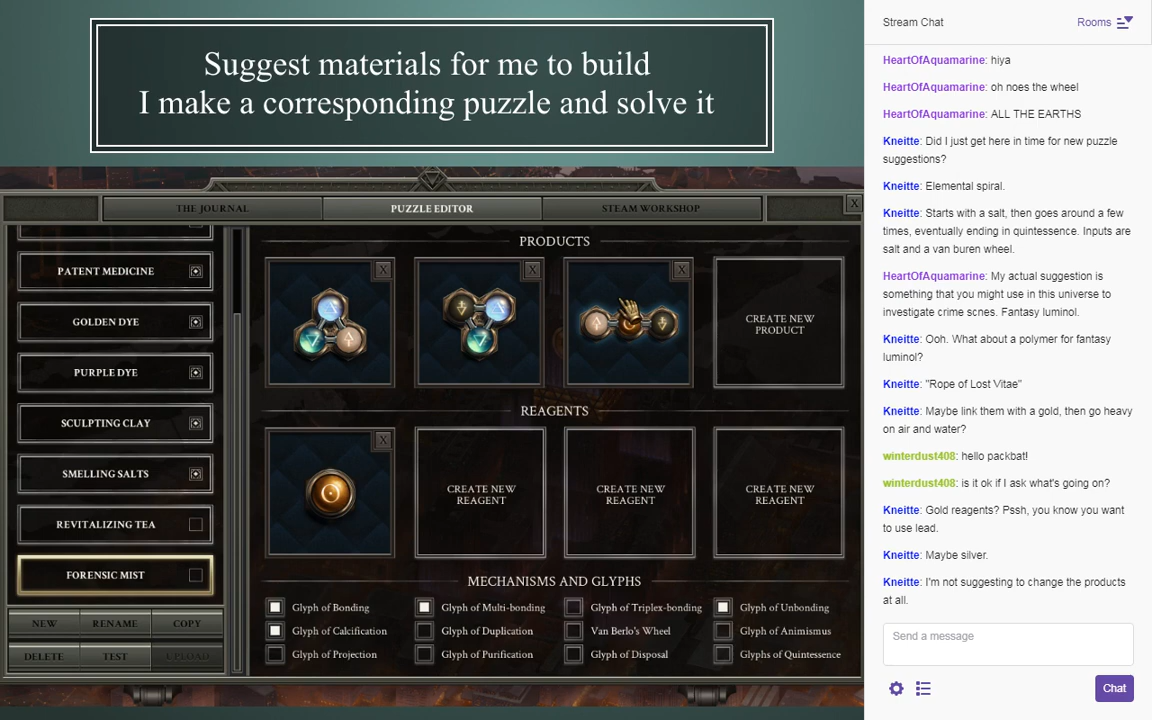 Suggest materials for me to build
I make a corresponding puzzle and solve it
THE JOURNAL
PUZZLE EDITOR
STEAM WORKSHOP
X
PATENT MEDICINE
GOLDEN DYE
PURPLE DYE
SCULPTING CLAY
SMELLING SALTS
REVITALIZING TEA
FORENSIC MIST
NEW
RENAME
COPY
DELETE
TEST
UPLOAD
PRODUCTS
X
X
X
CREATE NEW
PRODUCT
REAGENTS
X
CREATE NEW
REAGENT
CREATE NEW
REAGENT
CREATE NEW
REAGENT
MECHANISMS AND GLYPHS
Glyph of Bonding
Glyph of Multi-bonding
Glyph of Triplex-bonding
Glyph of Unbonding
Glyph of Calcification
Glyph of Duplication
Van Berlo's Wheel
Glyph of Animismus
Glyph of Projection
Glyph of Purification
Glyph of Disposal
Glyphs of Quintessence
Stream Chat
Rooms
HeartOfAquamarine: hiya
HeartOfAquamarine: oh noes the wheel
HeartOfAquamarine: ALL THE EARTHS
Kneitte: Did I just get here in time for new puzzle
suggestions?
Kneitte: Elemental spiral.
Kneitte: Starts with a salt, then goes around a few
times, eventually ending in quintessence. Inputs are
salt and a van buren wheel.
HeartOfAquamarine: My actual suggestion is
something that you might use in this universe to
investigate crime scnes. Fantasy luminol.
Kneitte: Ooh. What about a polymer for fantasy
luminol?
Kneitte: "Rope of Lost Vitae"
Kneitte: Maybe link them with a gold, then go heavy
on air and water?
winterdust408: hello packbat!
winterdust408: is it ok if I ask what's going on?
Kneitte: Gold reagents? Pssh, you know you want
to use lead.
Kneitte: Maybe silver.
Kneitte: I'm not suggesting to change the products
at all.
Send a message
Chat